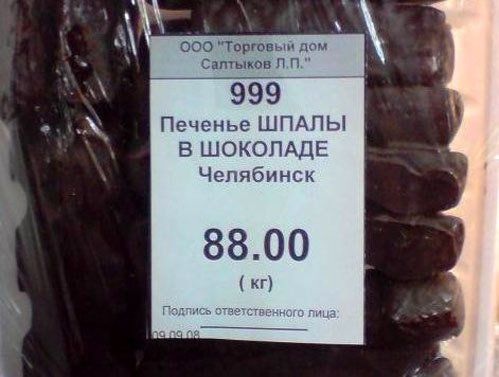 ООО "Торговый дом
Салтыков Л.П."
999
Печенье ШПАЛЫ
В ШОКОЛАДЕ
Челябинск
88.00
( кг)
Подпись ответственного лица:
09.09.08